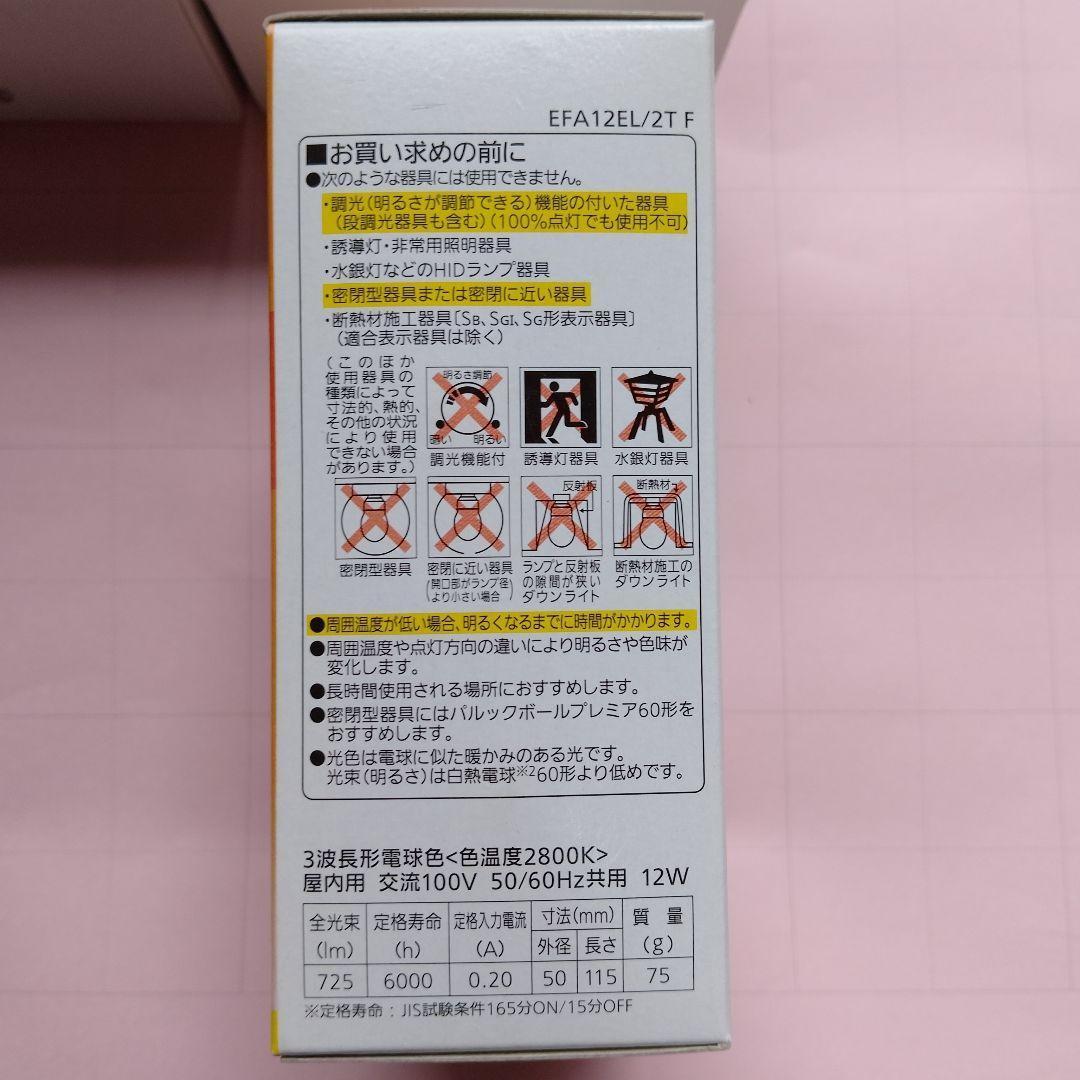 EFA12EL/2T F
■お買い求めの前に
●次のような器具には使用できません。
・調光(明るさが調節できる)機能の付いた器具
(段調光器具も含む)(100%点灯でも使用不可)
・誘導灯・非常用照明器具
・水銀灯などのHIDランプ器具
・密閉型器具または密閉に近い器具
・断熱材施工器具〔SB、SGI、SG形表示器具〕
(適合表示器具は除く)
(このほか
使用器具の
種類によって
寸法的、熱的、
その他の状況
により使用
できない場合
があります。)
明るさ調節
暗い 明るい
調光機能付 誘導灯器具 水銀灯器具
反射板 断熱材
密閉型器具
密閉に近い器具
(開口部がランプ径
より小さい場合)
ランプと反射板
の隙間が狭い
ダウンライト
断熱材施工の
ダウンライト
●周囲温度が低い場合、明るくなるまでに時間がかかります。
●周囲温度や点灯方向の違いにより明るさや色味が
変化します。
●長時間使用される場所におすすめします。
●密閉型器具にはパルックボールプレミア60形を
おすすめします。
●光色は電球に似た暖かみのある光です。
光束(明るさ)は白熱電球※2 60形より低めです。
3波長形電球色<色温度2800K>
屋内用 交流100V 50/60Hz共用 12W
全光束 定格寿命 定格入力電流 寸法(mm) 質量
(lm) (h) (A) 外径 長さ (g)
725 6000 0.20 50 115 75
※定格寿命:JIS試験条件165分ON/15分OFF